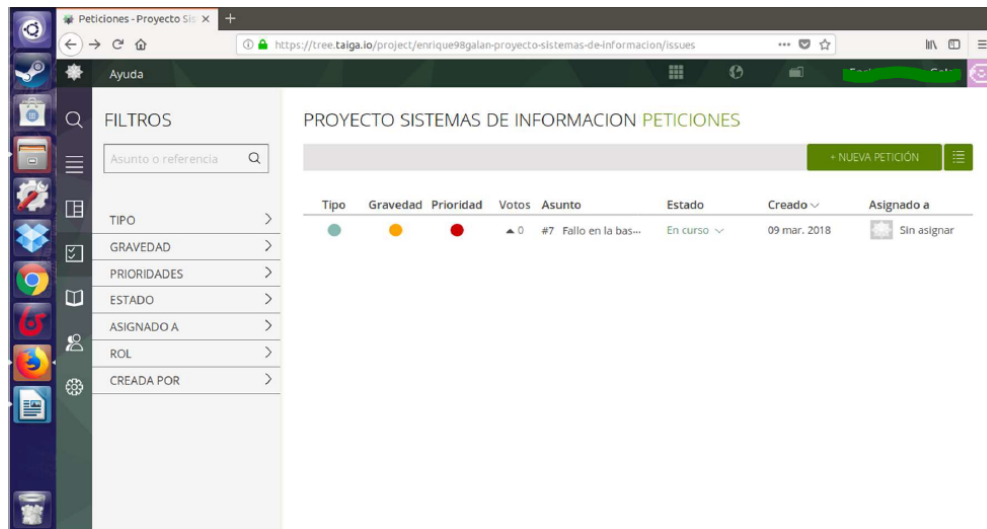 Peticiones - Proyecto Sis
https://tree.taiga.io/project/enrique98galan-proyecto-sistemas-de-informacion/issues
Ayuda
FILTROS
Asunto o referencia
TIPO
GRAVEDAD
PRIORIDADES
ESTADO
ASIGNADO A
ROL
CREADA POR
PROYECTO SISTEMAS DE INFORMACION PETICIONES
+ NUEVA PETICIÓN
Tipo Gravedad Prioridad Votos Asunto Estado Creado Asignado a
0 #7 Fallo en la bas... En curso 09 mar. 2018 Sin asignar